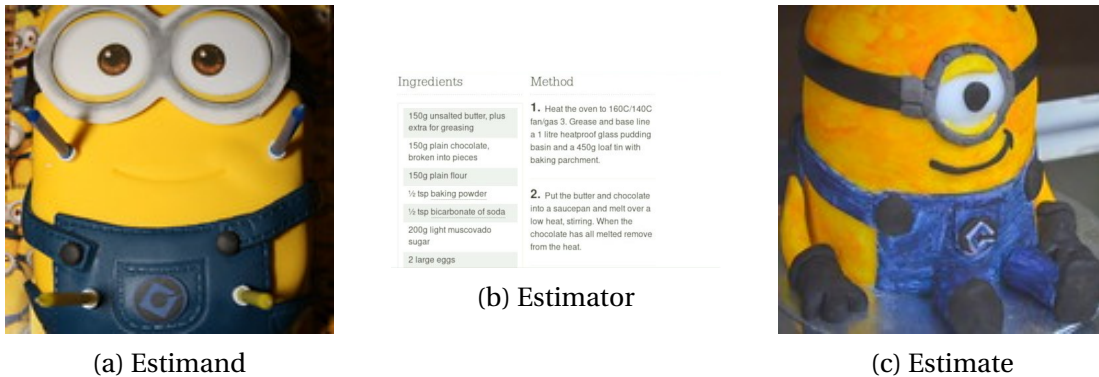 Ingredients
150g unsalted butter, plus
extra for greasing
150g plain chocolate,
broken into pieces
150g plain flour
½ tsp baking powder
½ tsp bicarbonate of soda
200g light muscovado
sugar
2 large eggs
Method
1. Heat the oven to 160C/140C
fan/gas 3. Grease and base line
a 1 litre heatproof glass pudding
basin and a 450g loaf tin with
baking parchment.
2. Put the butter and chocolate
into a saucepan and melt over a
low heat, stirring. When the
chocolate has all melted remove
from the heat.
(a) Estimand
(b) Estimator
(c) Estimate